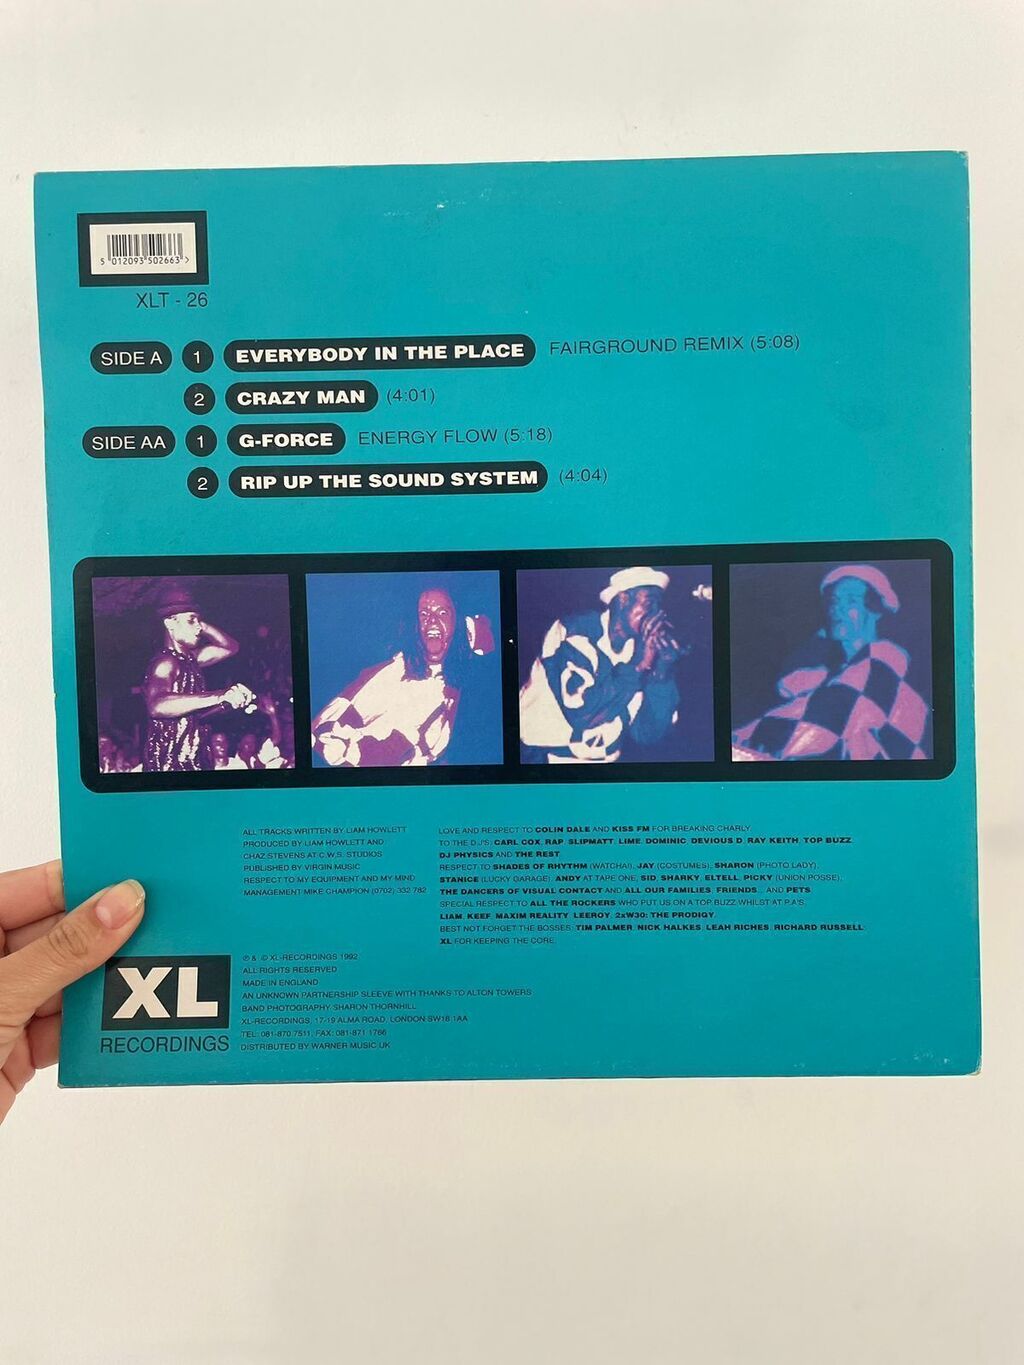 5 012093 502663 >
XLT - 26
SIDE A 1 EVERYBODY IN THE PLACE FAIRGROUND REMIX (5:08)
2 CRAZY MAN (4:01)
SIDE AA 1 G-FORCE ENERGY FLOW (5:18)
2 RIP UP THE SOUND SYSTEM (4:04)
ALL TRACKS WRITTEN BY LIAM HOWLETT
PRODUCED BY LIAM HOWLETT AND
CHAZ STEVENS AT C.W.S. STUDIOS
PUBLISHED BY VIRGIN MUSIC
RESPECT TO MY EQUIPMENT AND MY MIND
MANAGEMENT MIKE CHAMPION (0702) 332 782
LOVE AND RESPECT TO COLIN DALE AND KISS FM FOR BREAKING CHARLY.
TO THE DJ'S: CARL COX, RAP, SLIPMATT, LIME, DOMINIC, DEVIOUS D, RAY KEITH, TOP BUZZ,
DJ PHYSICS AND THE REST.
RESPECT TO SHADES OF RHYTHM (WATCHA!), JAY (COSTUMES), SHARON (PHOTO LADY),
STANICE (LUCKY GARAGE), ANDY AT TAPE ONE, SID, SHARKY, ELTELL, PICKY (UNION POSSE),
THE DANCERS OF VISUAL CONTACT AND ALL OUR FAMILIES, FRIENDS... AND PETS.
SPECIAL RESPECT TO ALL THE ROCKERS WHO PUT US ON A TOP BUZZ WHILST AT P.A'S.
LIAM, KEEF, MAXIM REALITY, LEEROY, 2xW30: THE PRODIGY.
BEST NOT FORGET THE BOSSES: TIM PALMER, NICK HALKES, LEAH RICHES, RICHARD RUSSELL:
XL FOR KEEPING THE CORE.
℗ & © XL-RECORDINGS 1992
ALL RIGHTS RESERVED
MADE IN ENGLAND
AN UNKNOWN PARTNERSHIP SLEEVE WITH THANKS TO ALTON TOWERS
BAND PHOTOGRAPHY SHARON THORNHILL
XL-RECORDINGS, 17-19 ALMA ROAD, LONDON SW18 1AA
TEL: 081-870 7511, FAX: 081-871 1766
DISTRIBUTED BY WARNER MUSIC UK
XL
RECORDINGS